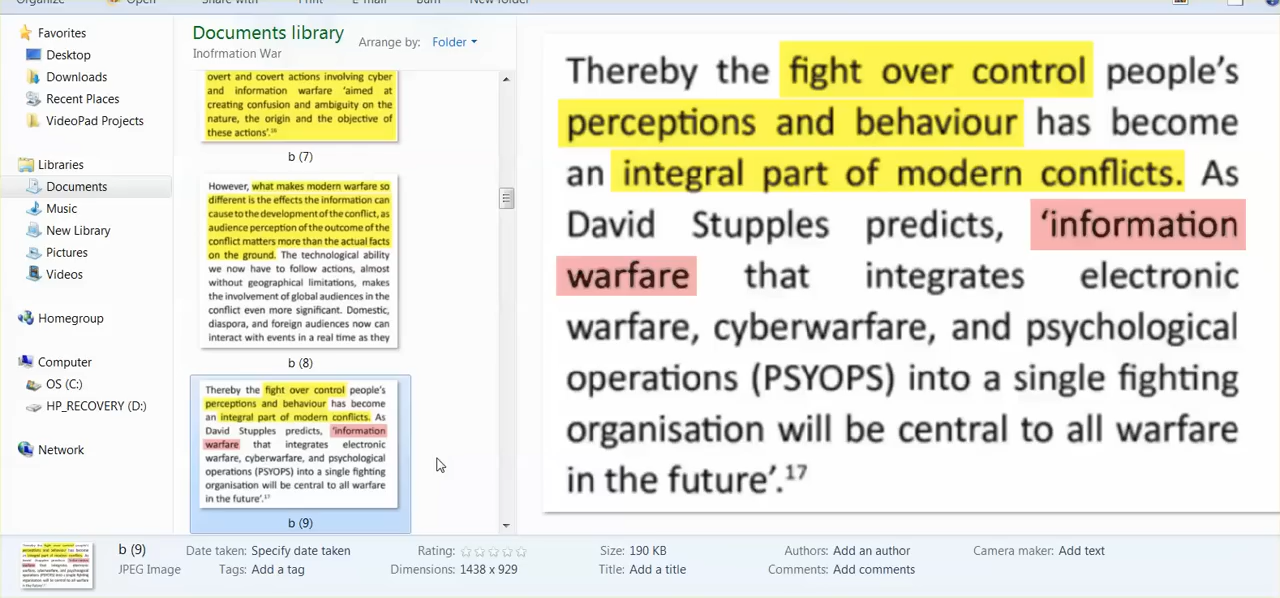 Organize
Open
Share with
Print
E-mail
Burn
New folder
Favorites
Desktop
Downloads
Recent Places
VideoPad Projects
Libraries
Documents
Music
New Library
Pictures
Videos
Homegroup
Computer
OS (C:)
HP_RECOVERY (D:)
Network
Documents library
Inofrmation War
Arrange by: Folder
overt and covert actions involving cyber
and information warfare 'aimed at
creating confusion and ambiguity on the
nature, the origin and the objective of
these actions'.16
b (7)
However, what makes modern warfare so
different is the effects the information can
cause to the development of the conflict, as
audience perception of the outcome of the
conflict matters more than the actual facts
on the ground. The technological ability
we now have to follow actions, almost
without geographical limitations, makes
the involvement of global audiences in the
conflict even more significant. Domestic,
diaspora, and foreign audiences now can
interact with events in a real time as they
b (8)
Thereby the fight over control people's
perceptions and behaviour has become
an integral part of modern conflicts. As
David Stupples predicts, 'information
warfare that integrates electronic
warfare, cyberwarfare, and psychological
operations (PSYOPS) into a single fighting
organisation will be central to all warfare
in the future'.17
b (9)
Thereby the fight over control people's
perceptions and behaviour has become
an integral part of modern conflicts. As
David Stupples predicts, 'information
warfare that integrates electronic
warfare, cyberwarfare, and psychological
operations (PSYOPS) into a single fighting
organisation will be central to all warfare
in the future'.17
b (9)
JPEG Image
Date taken: Specify date taken
Tags: Add a tag
Rating:
Dimensions: 1438 x 929
Size: 190 KB
Title: Add a title
Authors: Add an author
Comments: Add comments
Camera maker: Add text